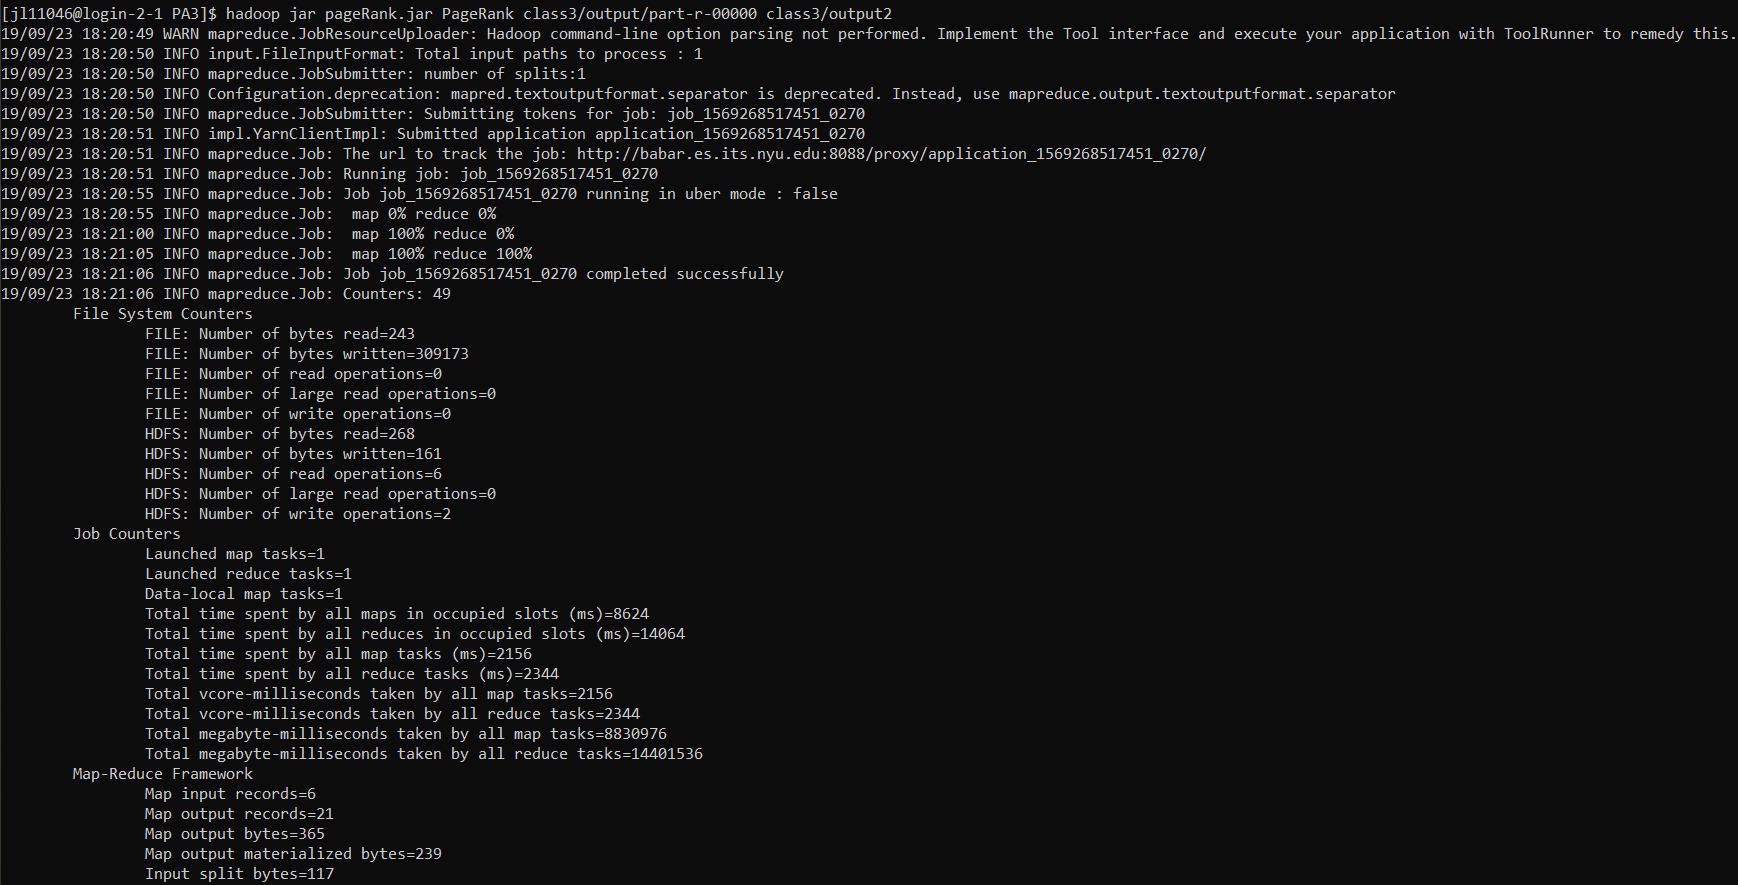 [jl11046@login-2-1 PA3]$ hadoop jar pageRank.jar PageRank class3/output/part-r-00000 class3/output2
19/09/23 18:20:49 WARN mapreduce.JobResourceUploader: Hadoop command-line option parsing not performed. Implement the Tool interface and execute your application with ToolRunner to remedy this.
19/09/23 18:20:50 INFO input.FileInputFormat: Total input paths to process : 1
19/09/23 18:20:50 INFO mapreduce.JobSubmitter: number of splits:1
19/09/23 18:20:50 INFO Configuration.deprecation: mapred.textoutputformat.separator is deprecated. Instead, use mapreduce.output.textoutputformat.separator
19/09/23 18:20:50 INFO mapreduce.JobSubmitter: Submitting tokens for job: job_1569268517451_0270
19/09/23 18:20:51 INFO impl.YarnClientImpl: Submitted application application_1569268517451_0270
19/09/23 18:20:51 INFO mapreduce.Job: The url to track the job: http://babar.es.its.nyu.edu:8088/proxy/application_1569268517451_0270/
19/09/23 18:20:51 INFO mapreduce.Job: Running job: job_1569268517451_0270
19/09/23 18:20:55 INFO mapreduce.Job: Job job_1569268517451_0270 running in uber mode : false
19/09/23 18:20:55 INFO mapreduce.Job:  map 0% reduce 0%
19/09/23 18:21:00 INFO mapreduce.Job:  map 100% reduce 0%
19/09/23 18:21:05 INFO mapreduce.Job:  map 100% reduce 100%
19/09/23 18:21:06 INFO mapreduce.Job: Job job_1569268517451_0270 completed successfully
19/09/23 18:21:06 INFO mapreduce.Job: Counters: 49
File System Counters
FILE: Number of bytes read=243
FILE: Number of bytes written=309173
FILE: Number of read operations=0
FILE: Number of large read operations=0
FILE: Number of write operations=0
HDFS: Number of bytes read=268
HDFS: Number of bytes written=161
HDFS: Number of read operations=6
HDFS: Number of large read operations=0
HDFS: Number of write operations=2
Job Counters
Launched map tasks=1
Launched reduce tasks=1
Data-local map tasks=1
Total time spent by all maps in occupied slots (ms)=8624
Total time spent by all reduces in occupied slots (ms)=14064
Total time spent by all map tasks (ms)=2156
Total time spent by all reduce tasks (ms)=2344
Total vcore-milliseconds taken by all map tasks=2156
Total vcore-milliseconds taken by all reduce tasks=2344
Total megabyte-milliseconds taken by all map tasks=8830976
Total megabyte-milliseconds taken by all reduce tasks=14401536
Map-Reduce Framework
Map input records=6
Map output records=21
Map output bytes=365
Map output materialized bytes=239
Input split bytes=117